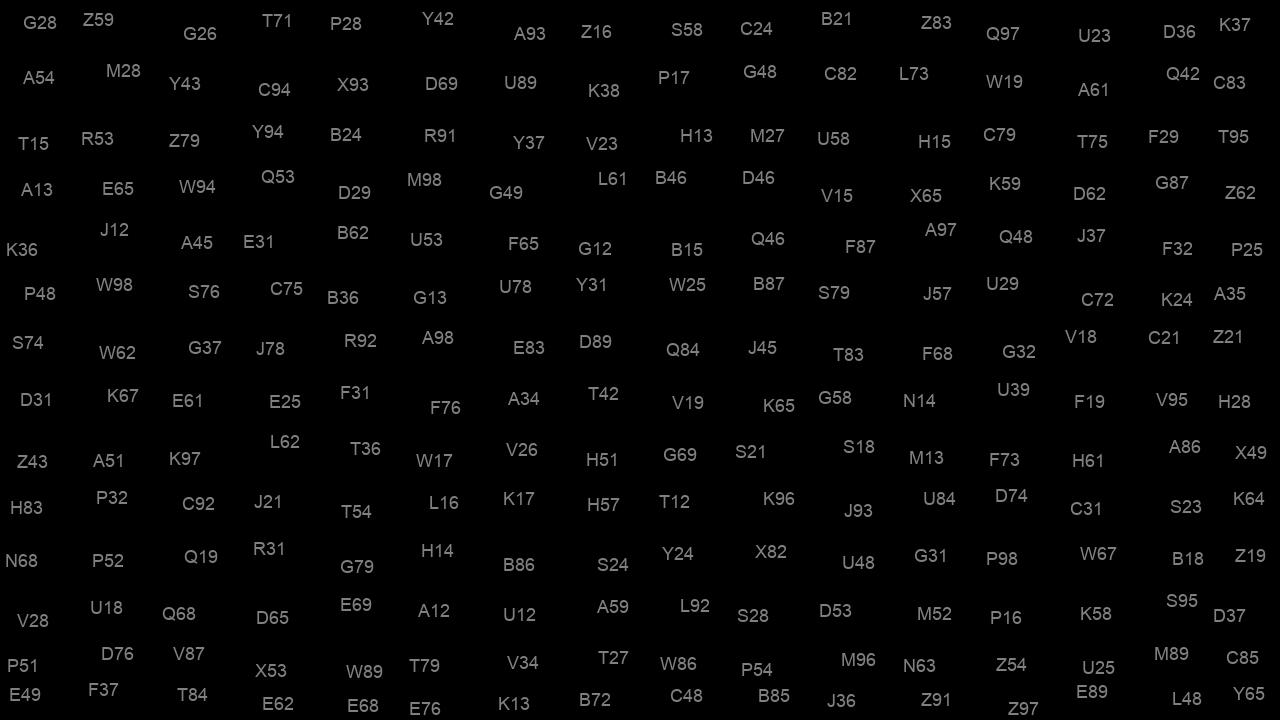 G28 Z59 G26 T71 P28 Y42 A93 Z16 S58 C24 B21 Z83 Q97 U23 D36 K37
A54 M28 Y43 C94 X93 D69 U89 K38 P17 G48 C82 L73 W19 A61 Q42 C83
T15 R53 Z79 Y94 B24 R91 Y37 V23 H13 M27 U58 H15 C79 T75 F29 T95
A13 E65 W94 Q53 D29 M98 G49 L61 B46 D46 V15 X65 K59 D62 G87 Z62
K36 J12 A45 E31 B62 U53 F65 G12 B15 Q46 F87 A97 Q48 J37 F32 P25
P48 W98 S76 C75 B36 G13 U78 Y31 W25 B87 S79 J57 U29 C72 K24 A35
S74 W62 G37 J78 R92 A98 E83 D89 Q84 J45 T83 F68 G32 V18 C21 Z21
D31 K67 E61 E25 F31 F76 A34 T42 V19 K65 G58 N14 U39 F19 V95 H28
Z43 A51 K97 L62 T36 W17 V26 H51 G69 S21 S18 M13 F73 H61 A86 X49
H83 P32 C92 J21 T54 L16 K17 H57 T12 K96 J93 U84 D74 C31 S23 K64
N68 P52 Q19 R31 G79 H14 B86 S24 Y24 X82 U48 G31 P98 W67 B18 Z19
V28 U18 Q68 D65 E69 A12 U12 A59 L92 S28 D53 M52 P16 K58 S95 D37
P51 D76 V87 X53 W89 T79 V34 T27 W86 P54 M96 N63 Z54 U25 M89 C85
E49 F37 T84 E62 E68 E76 K13 B72 C48 B85 J36 Z91 Z97 E89 L48 Y65